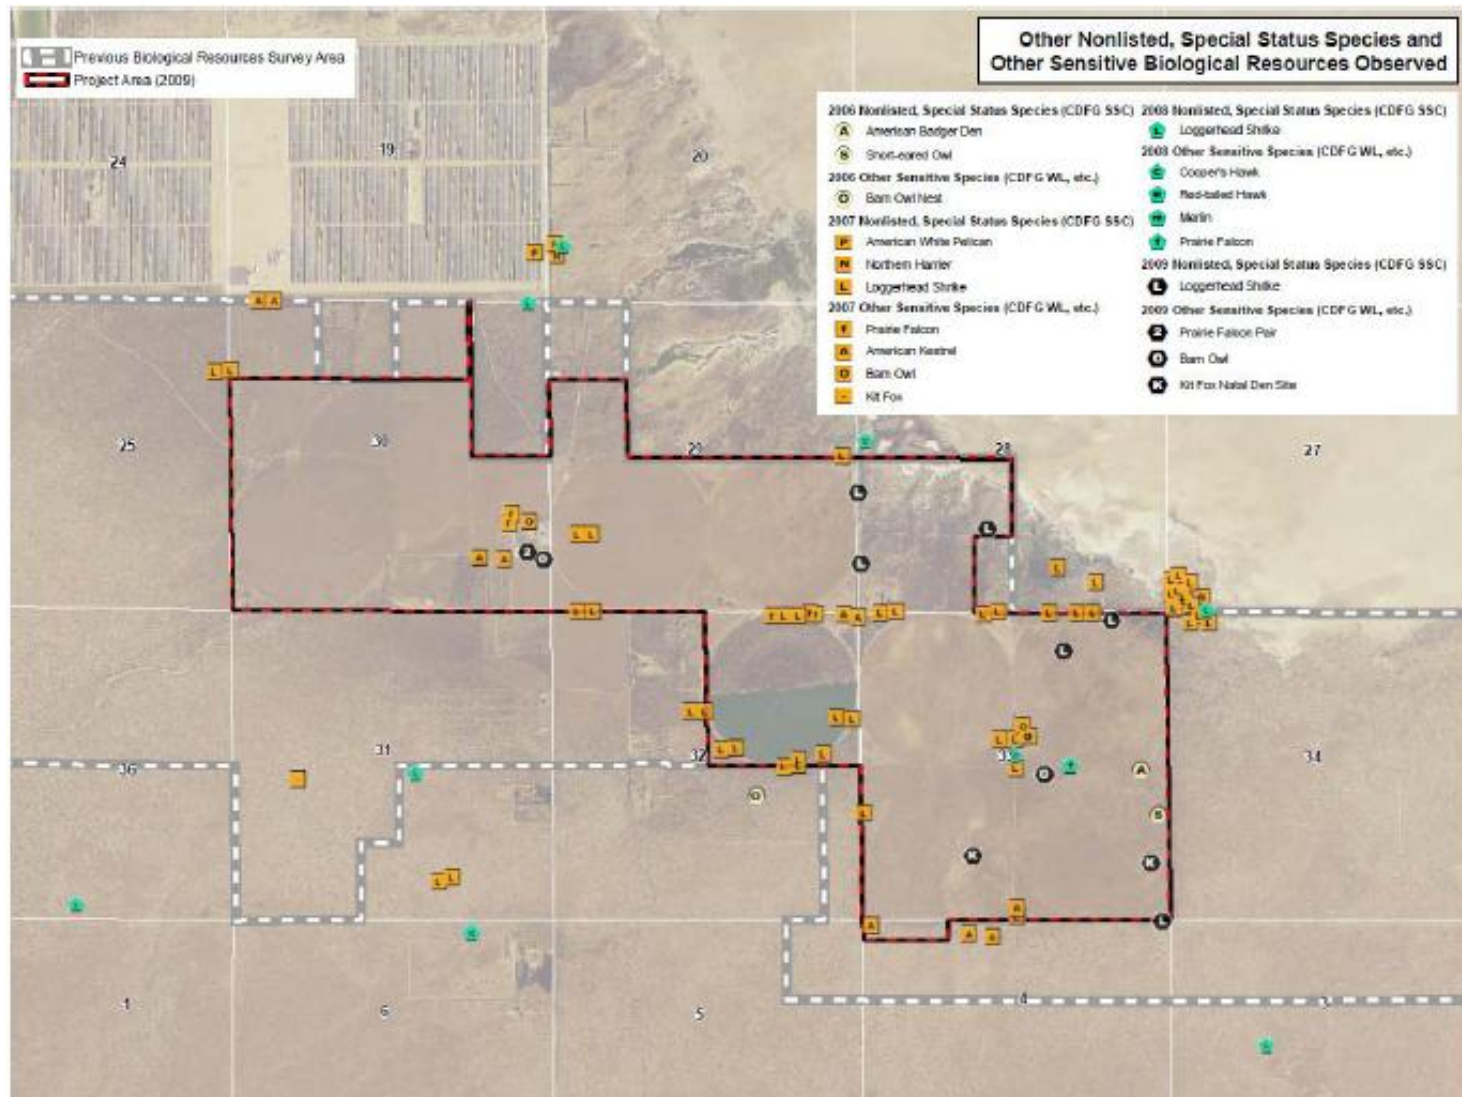 Other Nonlisted, Special Status Species and
Other Sensitive Biological Resources Observed
Previous Biological Resources Survey Area
Project Area (2009)
2006 Nonlisted, Special Status Species (CDFG SSC)
A American Badger Den
S Short-eared Owl
2006 Other Sensitive Species (CDFG WL, etc.)
O Barn Owl Nest
2007 Nonlisted, Special Status Species (CDFG SSC)
P American White Pelican
N Northern Harrier
L Loggerhead Shrike
2007 Other Sensitive Species (CDFG WL, etc.)
F Prairie Falcon
A American Kestrel
O Barn Owl
Kit Fox
2008 Nonlisted, Special Status Species (CDFG SSC)
L Loggerhead Shrike
2008 Other Sensitive Species (CDFG WL, etc.)
C Cooper's Hawk
Red-tailed Hawk
Merlin
Prairie Falcon
2009 Nonlisted, Special Status Species (CDFG SSC)
L Loggerhead Shrike
2009 Other Sensitive Species (CDFG WL, etc.)
2 Prairie Falcon Pair
O Barn Owl
K Kit Fox Natal Den Site
24
19
20
25
30
29
28
27
36
31
32
33
34
1
6
5
4
3